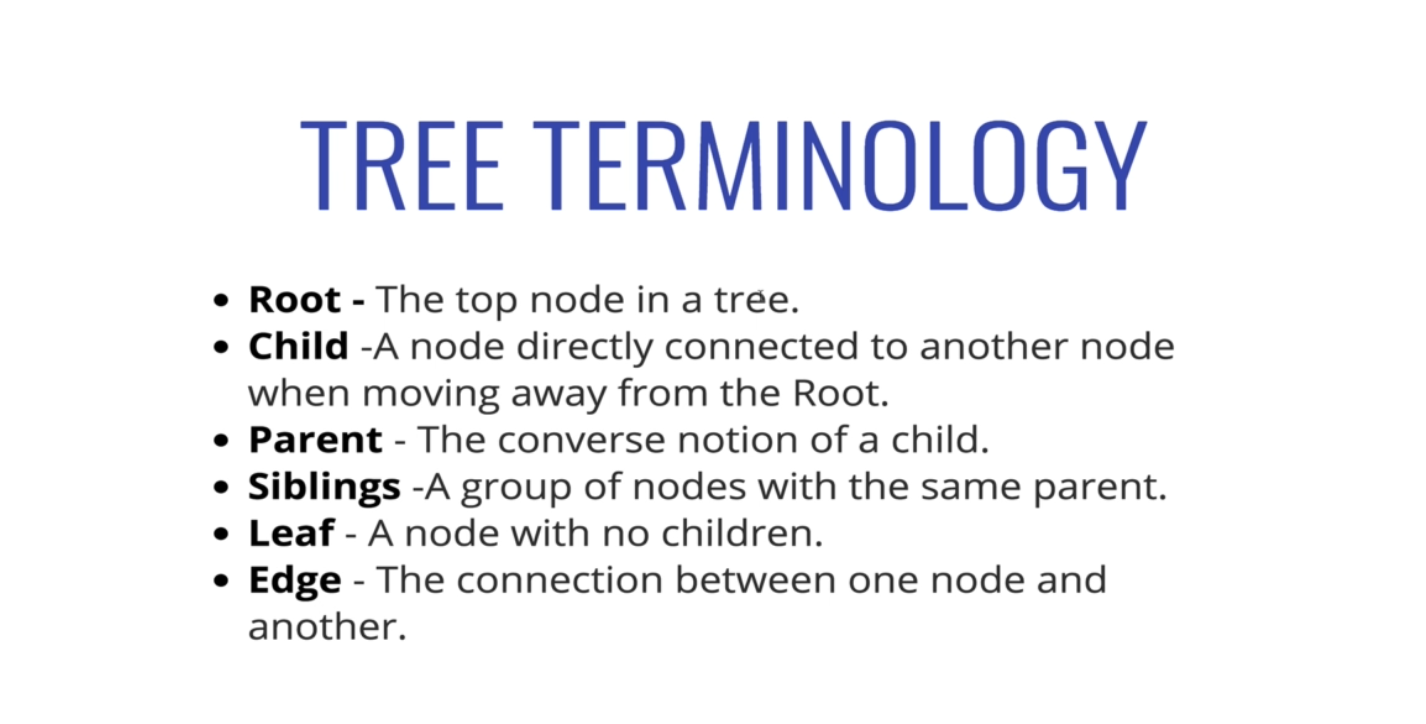 TREE TERMINOLOGY
• Root - The top node in a tree.
• Child -A node directly connected to another node
when moving away from the Root.
• Parent - The converse notion of a child.
• Siblings -A group of nodes with the same parent.
• Leaf - A node with no children.
• Edge - The connection between one node and
another.